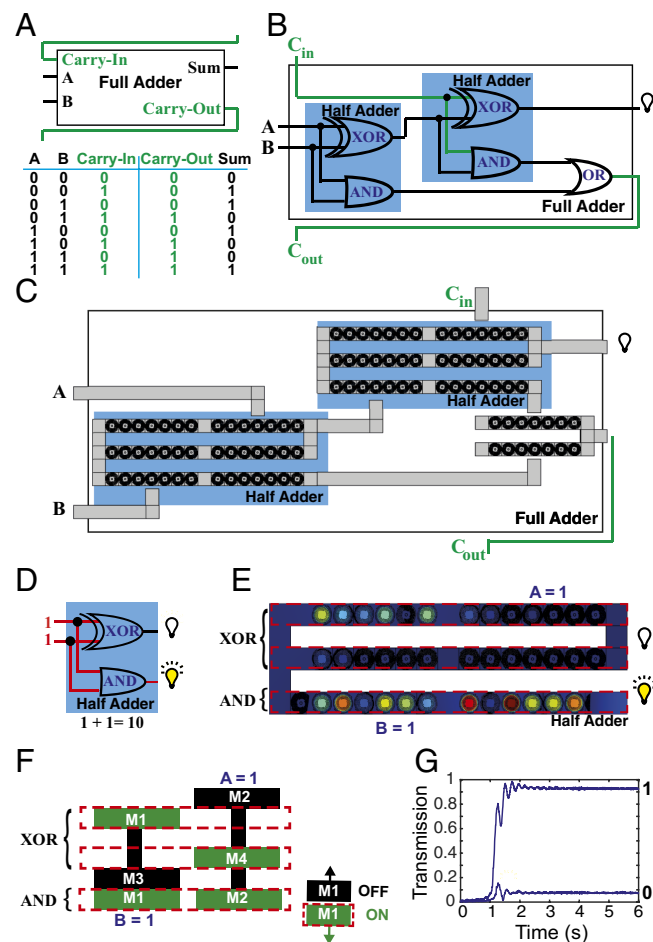 A
Carry-In
A
B
Full Adder
Sum
Carry-Out
A B Carry-In Carry-Out Sum
0 0 0 0 0
0 0 1 0 1
0 1 0 0 1
0 1 1 1 0
1 0 0 0 1
1 0 1 1 0
1 1 0 1 0
1 1 1 1 1
B
Cin
Half Adder
XOR
AND
A
B
Half Adder
XOR
AND
OR
Full Adder
Cout
C
Cin
A
Half Adder
B
Half Adder
Full Adder
Cout
D
1
1
XOR
AND
Half Adder
1 + 1= 10
E
A = 1
XOR
AND
B = 1
Half Adder
F
A = 1
M2
M1
XOR
M4
M3
AND
M1
M2
B = 1
M1 OFF
M1 ON
G
Transmission
1
0.8
0.6
0.4
0.2
0
0 1 2 3 4 5 6
Time (s)
1
0